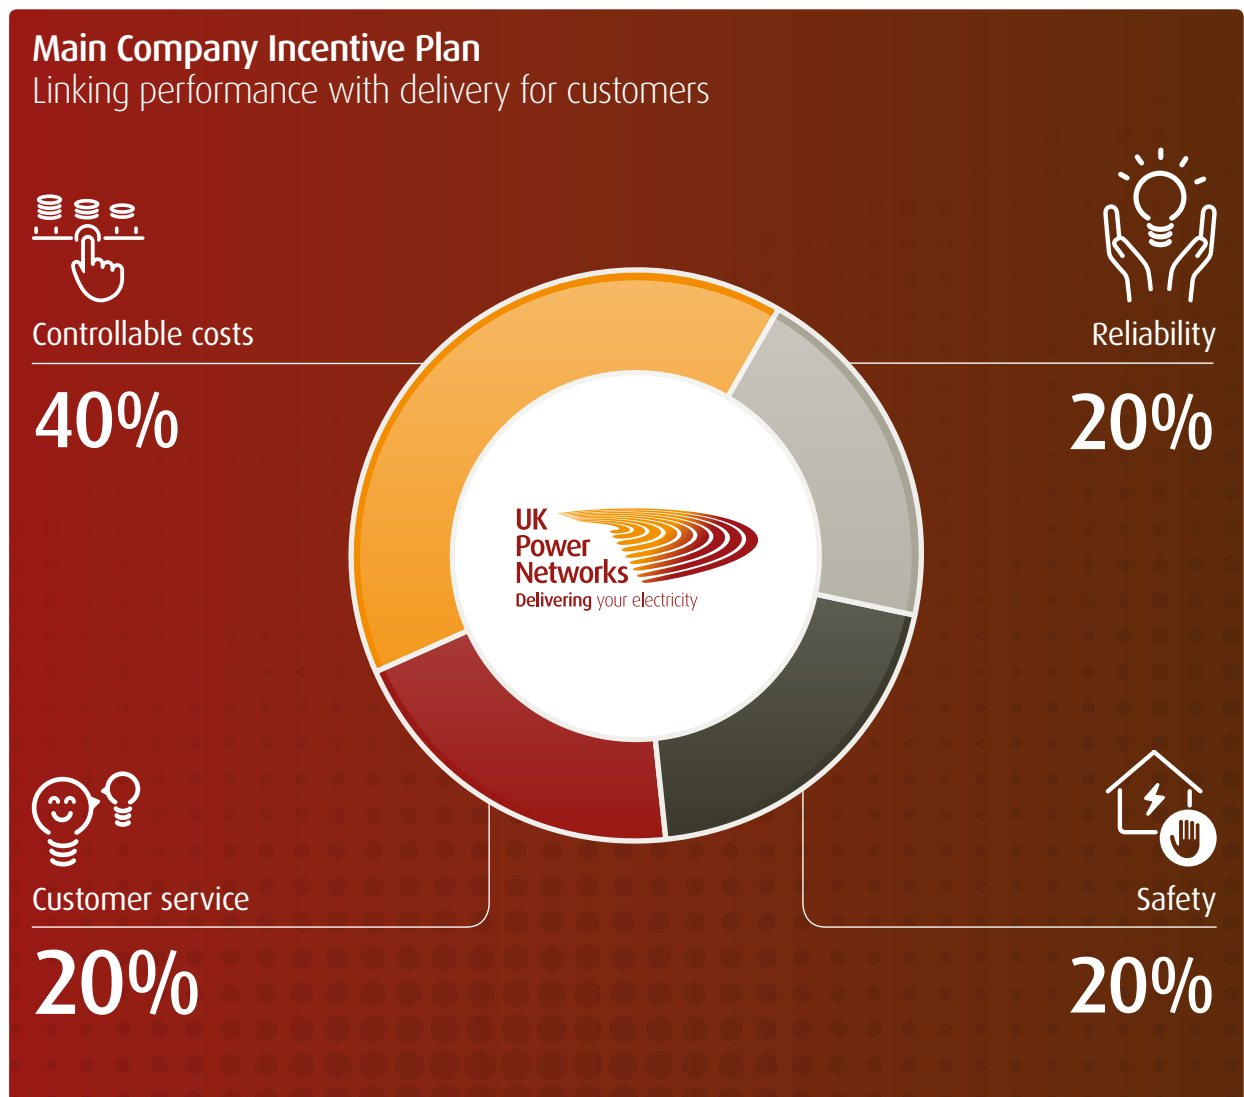 Main Company Incentive Plan
Linking performance with delivery for customers
Controllable costs
40%
Reliability
20%
UK
Power
Networks
Delivering your electricity
Customer service
20%
Safety
20%